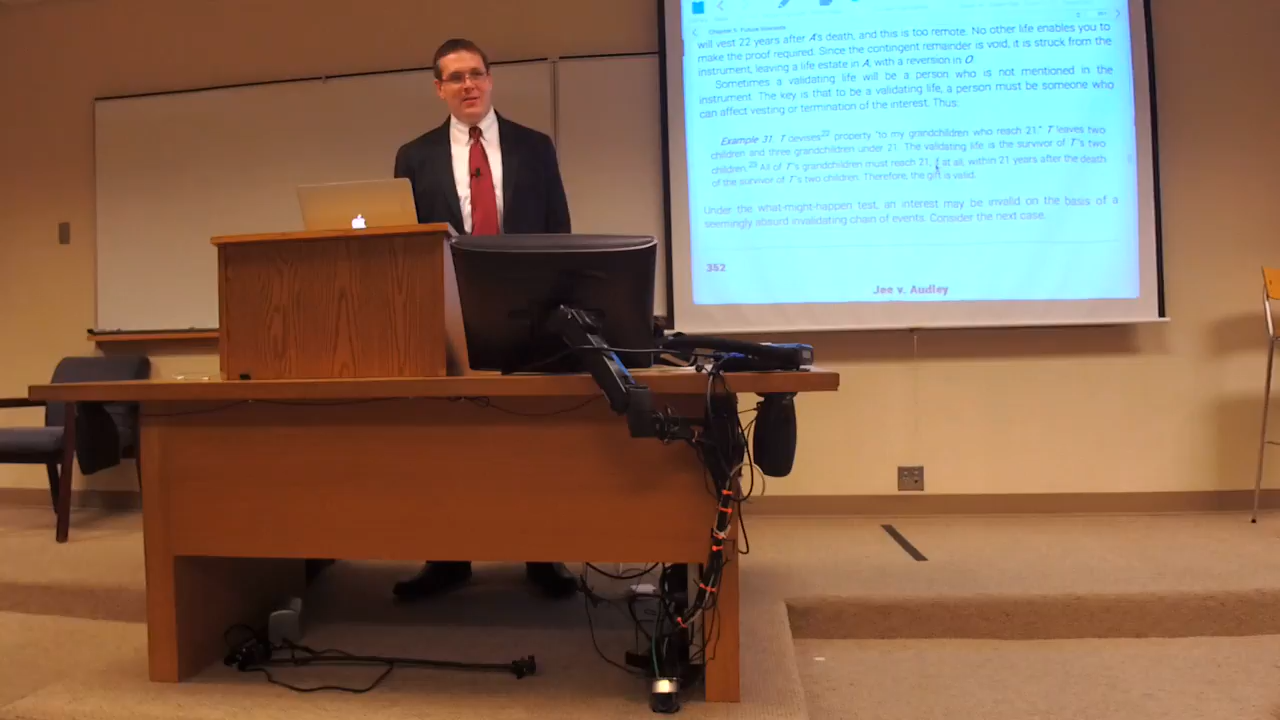 Chapter 5. Future Interests
will vest 22 years after A's death, and this is too remote. No other life enables you to
make the proof required. Since the contingent remainder is void, it is struck from the
instrument, leaving a life estate in A, with a reversion in O.
Sometimes a validating life will be a person who is not mentioned in the
instrument. The key is that to be a validating life, a person must be someone who
can affect vesting or termination of the interest. Thus:
Example 31. T devises22 property "to my grandchildren who reach 21." T leaves two
children and three grandchildren under 21. The validating life is the survivor of T's two
children.23 All of T's grandchildren must reach 21, if at all, within 21 years after the death
of the survivor of T's two children. Therefore, the gift is valid.
Under the what-might-happen test, an interest may be invalid on the basis of a
seemingly absurd invalidating chain of events. Consider the next case.
352
Jee v. Audley